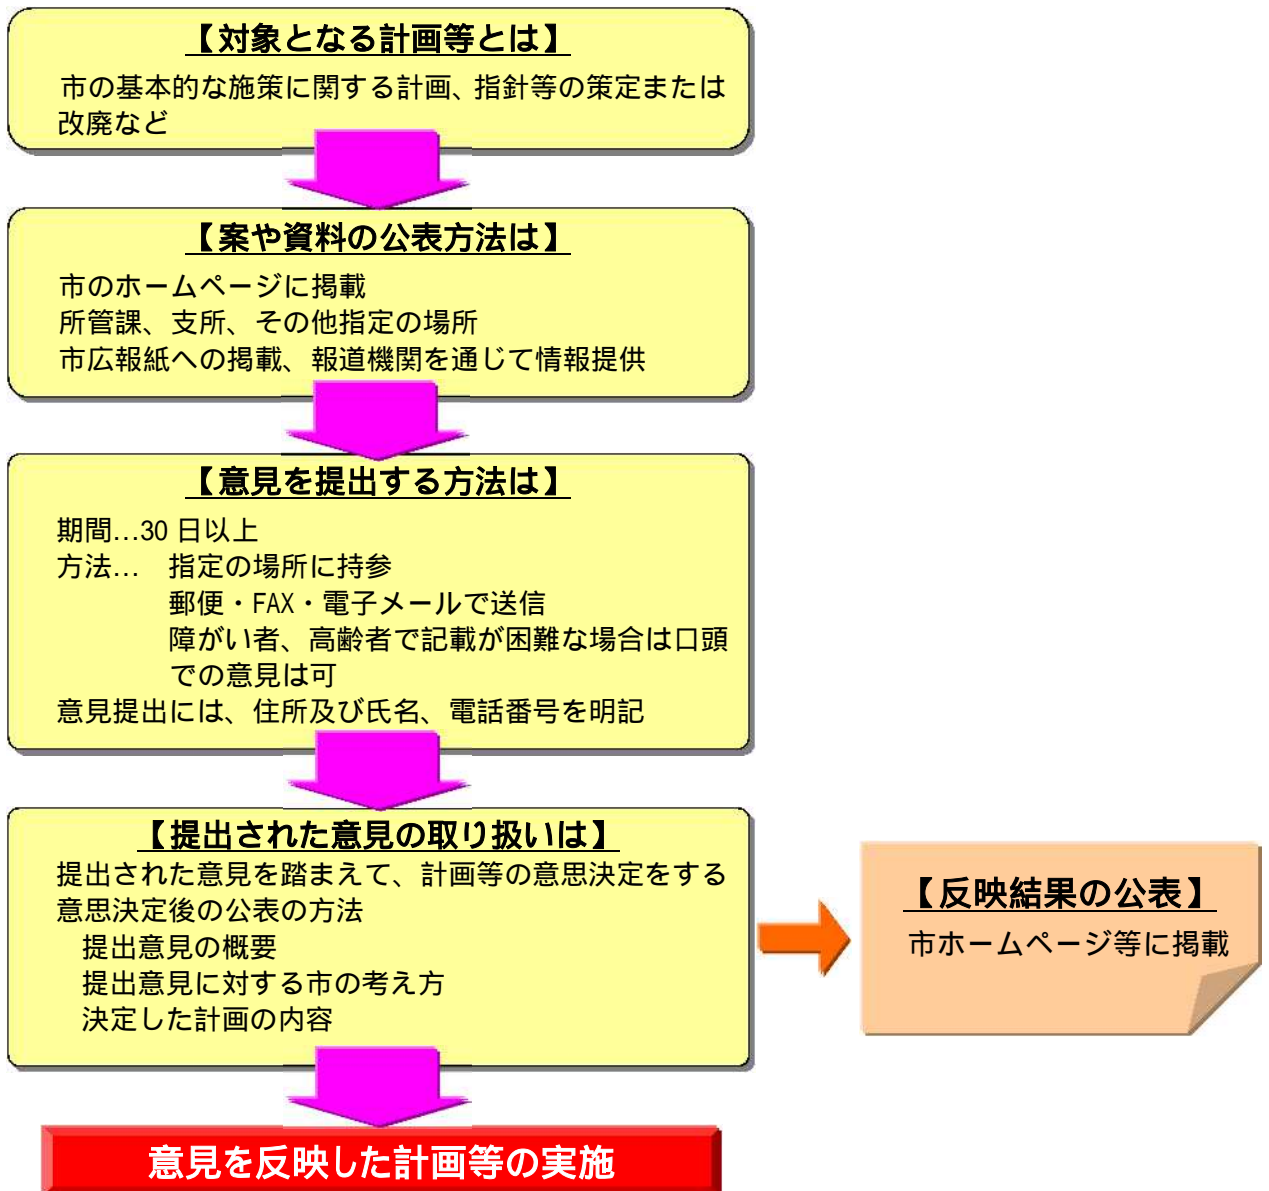 【対象となる計画等とは】
市の基本的な施策に関する計画、指針等の策定または
改廃など
【案や資料の公表方法は】
市のホームページに掲載
所管課、支所、その他指定の場所
市広報紙への掲載、報道機関を通じて情報提供
【意見を提出する方法は】
期間…30日以上
方法… 指定の場所に持参
郵便・FAX・電子メールで送信
障がい者、高齢者で記載が困難な場合は口頭
での意見は可
意見提出には、住所及び氏名、電話番号を明記
【提出された意見の取り扱いは】
提出された意見を踏まえて、計画等の意思決定をする
意思決定後の公表の方法
提出意見の概要
提出意見に対する市の考え方
決定した計画の内容
【反映結果の公表】
市ホームページ等に掲載
意見を反映した計画等の実施